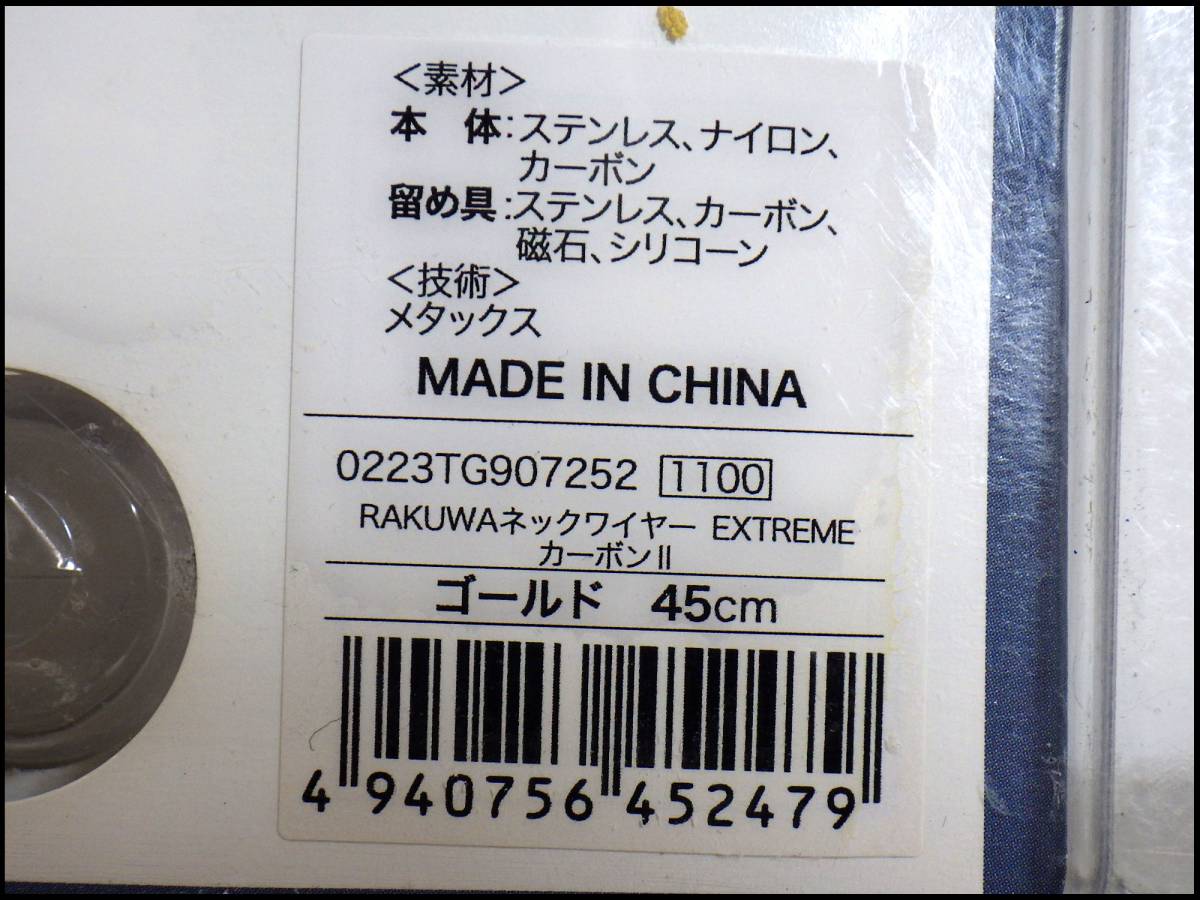 <素材>
本　体:ステンレス、ナイロン、
カーボン
留め具:ステンレス、カーボン、
磁石、シリコーン
<技術>
メタックス
MADE IN CHINA
0223TG907252 1100
RAKUWAネックワイヤー EXTREME
カーボンⅡ
ゴールド　45cm
4 940756 452479